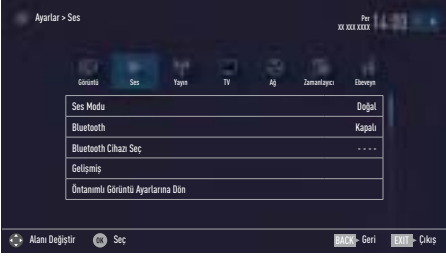 Ayarlar > Ses
Per
XX XXX XXXX
Görüntü Ses Yayın TV Ağ Zamanlayıcı Ebeveyn
Ses Modu Doğal
Bluetooth Kapalı
Bluetooth Cihazı Seç - - - -
Gelişmiş
Öntanımlı Görüntü Ayarlarına Dön
Alanı Değiştir OK Seç BACK Geri EXIT Çıkış